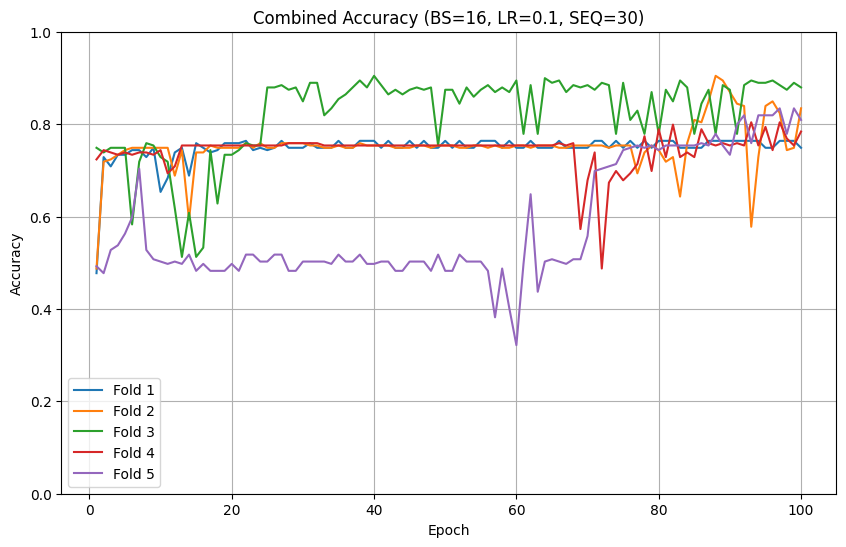 Combined Accuracy (BS=16, LR=0.1, SEQ=30)
1.0
0.8
0.6
0.4
0.2
0.0
Accuracy
Fold 1
Fold 2
Fold 3
Fold 4
Fold 5
0 20 40 60 80 100
Epoch